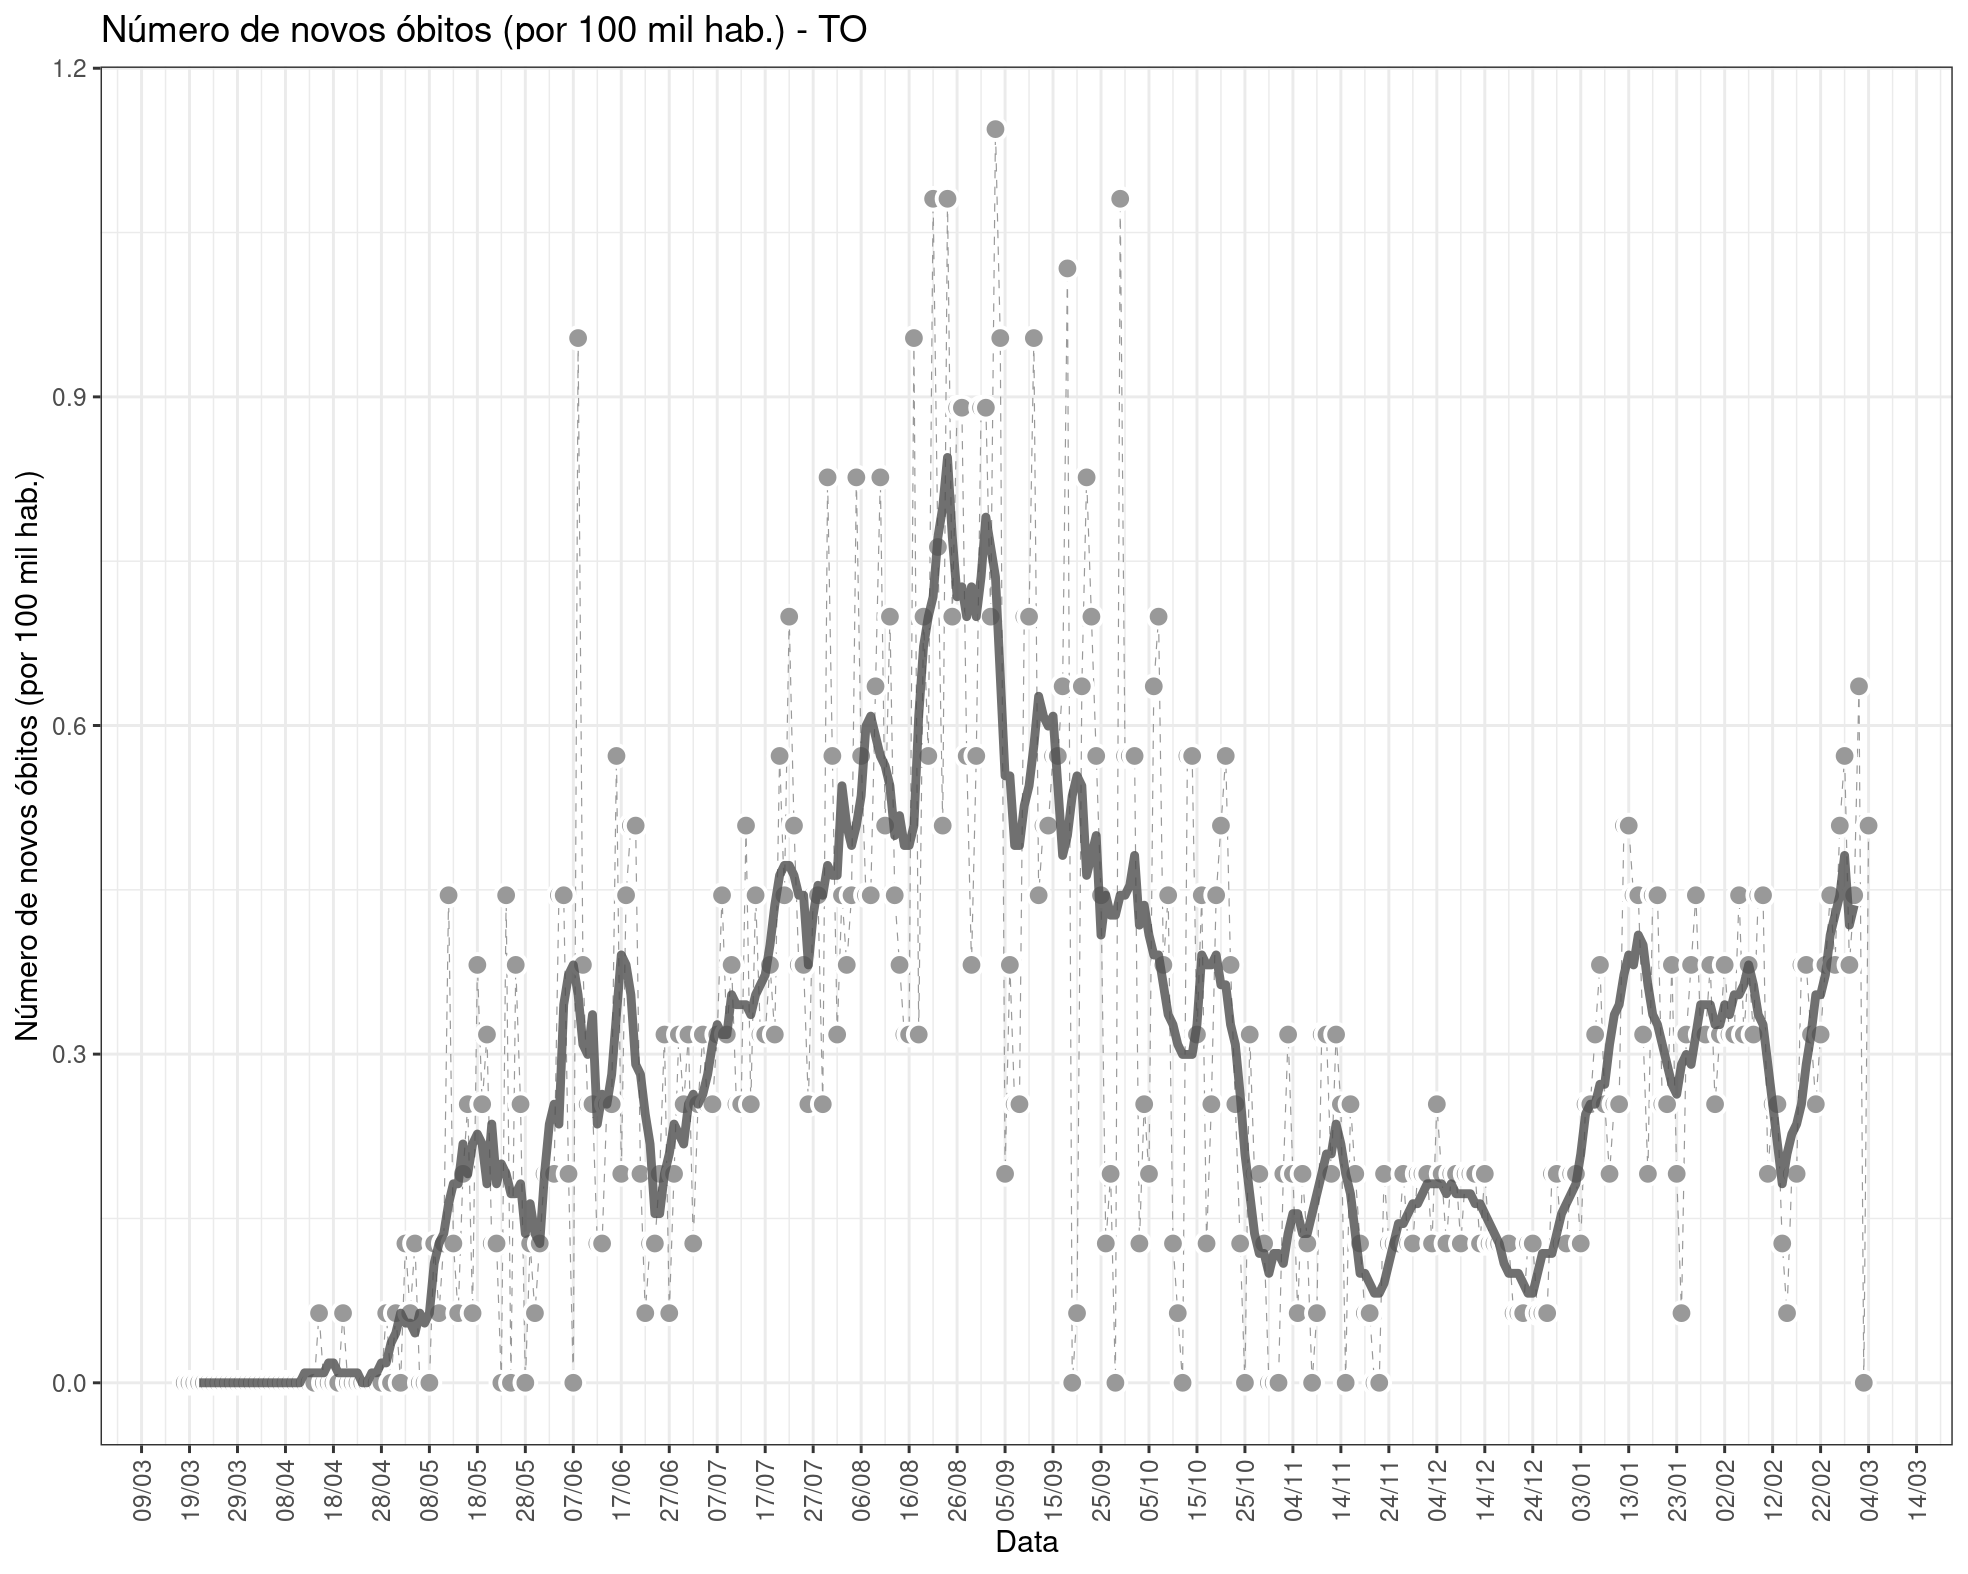 Número de novos óbitos (por 100 mil hab.) - TO
Número de novos óbitos (por 100 mil hab.)
1.2
0.9
0.6
0.3
0.0
09/03 19/03 29/03 08/04 18/04 28/04 08/05 18/05 28/05 07/06 17/06 27/06 07/07 17/07 27/07 06/08 16/08 26/08 05/09 15/09 25/09 05/10 15/10 25/10 04/11 14/11 24/11 04/12 14/12 24/12 03/01 13/01 23/01 02/02 12/02 22/02 04/03 14/03
Data